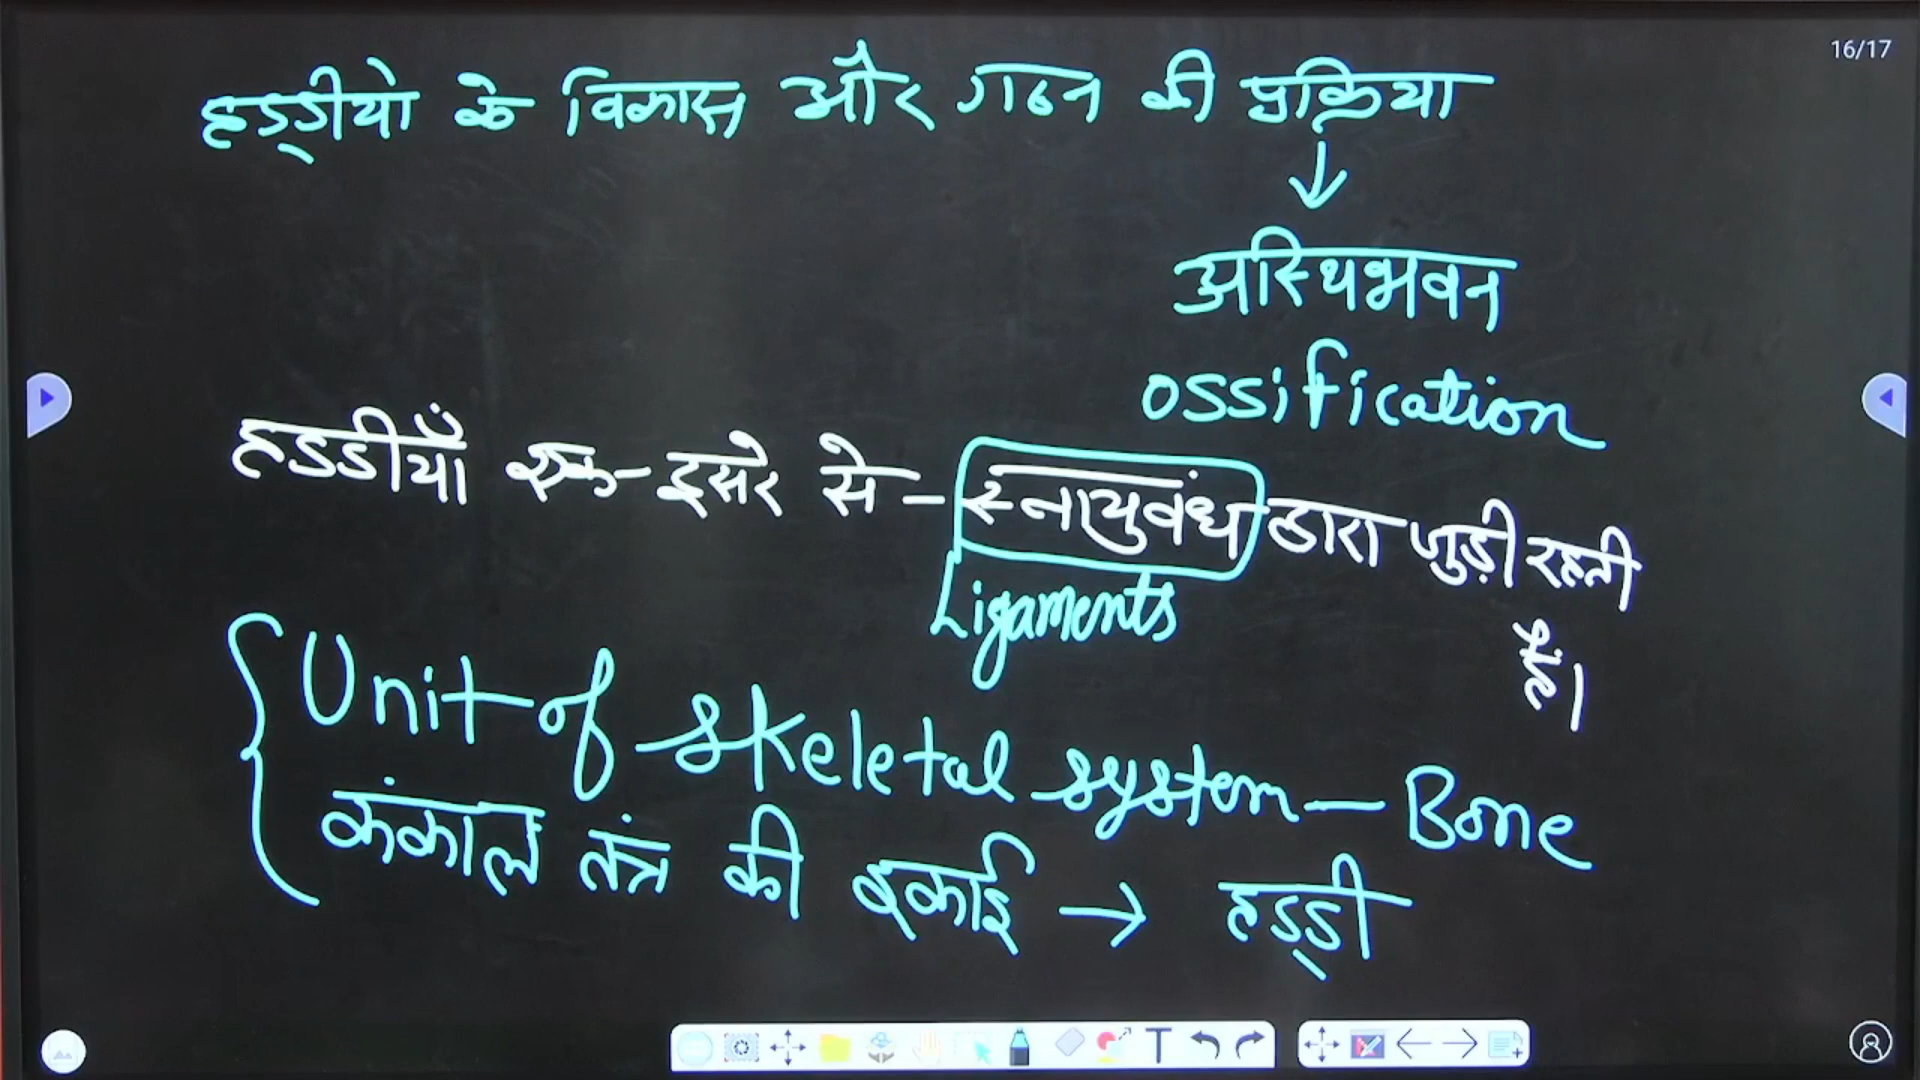 16/17
हड्डीयो के विकास और गठन की प्रक्रिया
↓
अस्थिभवन
ossification
हडडीयाँ एक-दूसरे से - स्नायुबंध द्वारा जुड़ी रहती हैं।
Ligaments
Unit of skeletal system - Bone
कंकाल तंत्र की इकाई → हड्डी
T